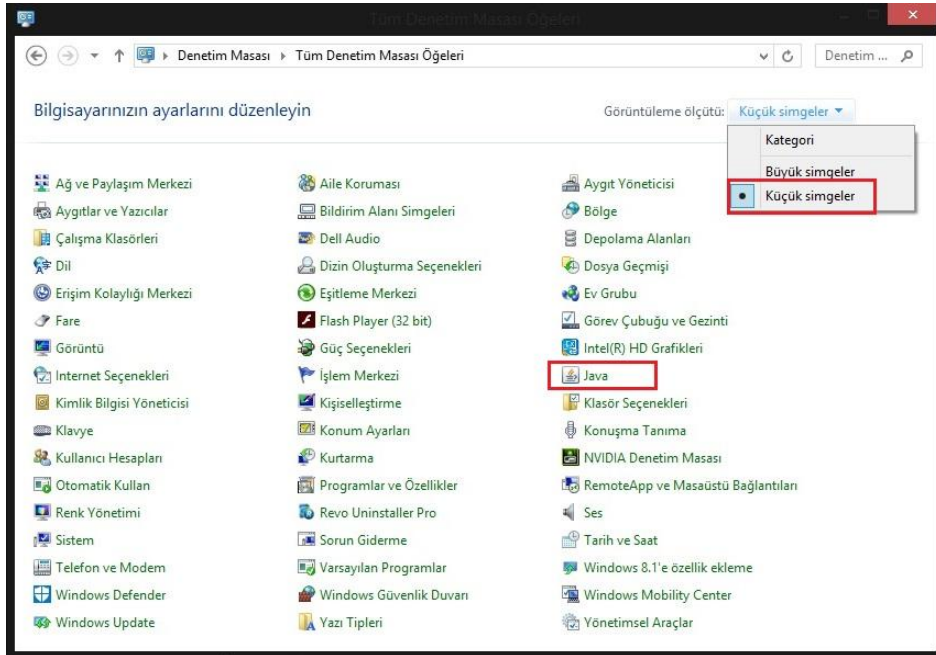 Tüm Denetim Masası Öğeleri
Denetim Masası Tüm Denetim Masası Öğeleri Denetim ...
Bilgisayarınızın ayarlarını düzenleyin
Görüntüleme ölçütü: Küçük simgeler
Kategori
Büyük simgeler
Küçük simgeler
Ağ ve Paylaşım Merkezi Aile Koruması Aygıt Yöneticisi
Aygıtlar ve Yazıcılar Bildirim Alanı Simgeleri Bölge
Çalışma Klasörleri Dell Audio Depolama Alanları
Dil Dizin Oluşturma Seçenekleri Dosya Geçmişi
Erişim Kolaylığı Merkezi Eşitleme Merkezi Ev Grubu
Fare Flash Player (32 bit) Görev Çubuğu ve Gezinti
Görüntü Güç Seçenekleri Intel(R) HD Grafikleri
İnternet Seçenekleri İşlem Merkezi Java
Kimlik Bilgisi Yöneticisi Kişiselleştirme Klasör Seçenekleri
Klavye Konum Ayarları Konuşma Tanıma
Kullanıcı Hesapları Kurtarma NVIDIA Denetim Masası
Otomatik Kullan Programlar ve Özellikler RemoteApp ve Masaüstü Bağlantıları
Renk Yönetimi Revo Uninstaller Pro Ses
Sistem Sorun Giderme Tarih ve Saat
Telefon ve Modem Varsayılan Programlar Windows 8.1'e özellik ekleme
Windows Defender Windows Güvenlik Duvarı Windows Mobility Center
Windows Update Yazı Tipleri Yönetimsel Araçlar